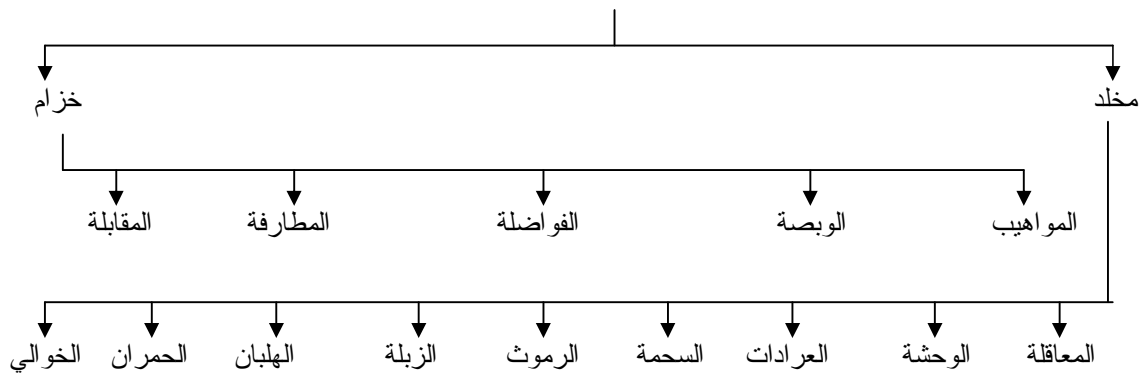 مخلد خزام
المواهيب الوبصة الفواضلة المطارفة المقابلة
المعاقلة الوحشة العرادات السحمة الرموث الزبلة الهلبان الحمران الخوالي